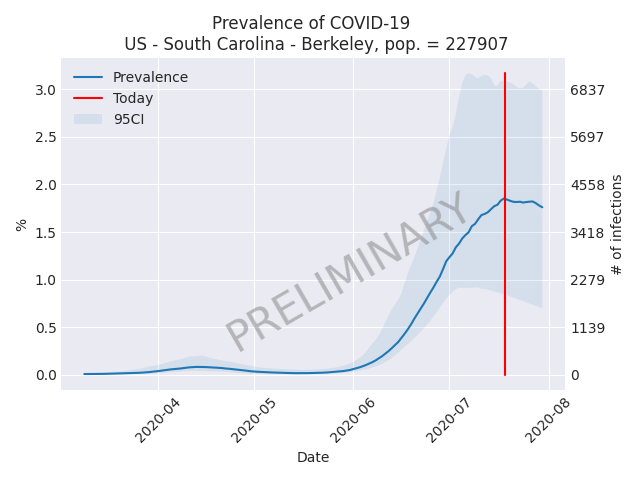 Prevalence of COVID-19
US - South Carolina - Berkeley, pop. = 227907
Prevalence
Today
95CI
PRELIMINARY
%
3.0
2.5
2.0
1.5
1.0
0.5
0.0
6837
5697
4558
3418
2279
1139
0
# of infections
2020-04
2020-05
2020-06
2020-07
2020-08
Date